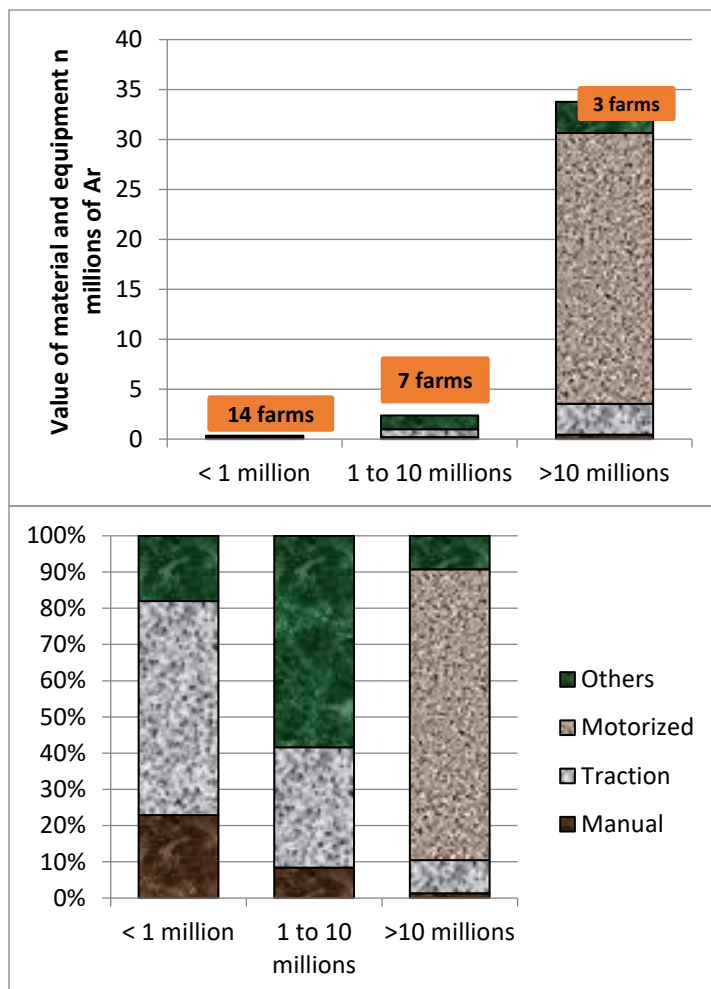 Value of material and equipment n
millions of Ar
40
35
30
25
20
15
10
5
0
3 farms
7 farms
14 farms
< 1 million
1 to 10 millions
>10 millions
100%
90%
80%
70%
60%
50%
40%
30%
20%
10%
0%
Others
Motorized
Traction
Manual
< 1 million
1 to 10
millions
>10 millions